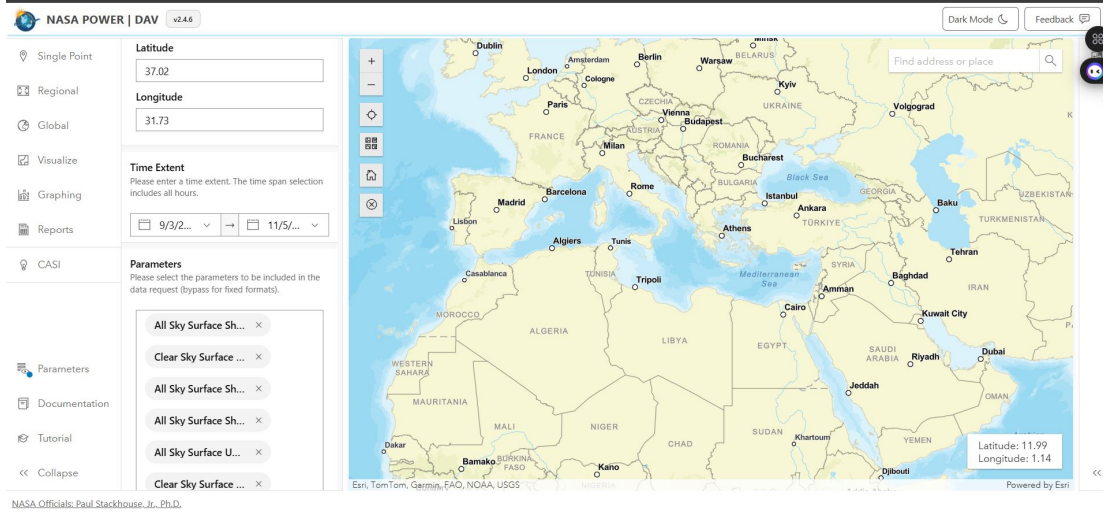 NASA POWER | DAV v2.4.6
Dark Mode
Feedback
Single Point
Regional
Global
Visualize
Graphing
Reports
CASI
Parameters
Documentation
Tutorial
<< Collapse
Latitude
37.02
Longitude
31.73
Time Extent
Please enter a time extent. The time span selection
includes all hours.
9/3/2... → 11/5/...
Parameters
Please select the parameters to be included in the
data request (bypass for fixed formats).
All Sky Surface Sh... ×
Clear Sky Surface ... ×
All Sky Surface Sh... ×
All Sky Surface Sh... ×
All Sky Surface U... ×
Clear Sky Surface ... ×
+
−
Find address or place
Dublin
Amsterdam
Berlin
Warsaw
Minsk
BELARUS
London
Cologne
Kyiv
Paris
CZECHIA
UKRAINE
Volgograd
Vienna
Budapest
FRANCE
AUSTRIA
Milan
ROMANIA
Bucharest
Barcelona
Rome
BULGARIA
Black Sea
GEORGIA
UZBEKISTAN
Madrid
Istanbul
Ankara
Baku
Lisbon
Athens
TÜRKIYE
TURKMENISTAN
Algiers
Tunis
Tehran
Casablanca
TUNISIA
Tripoli
Mediterranean
Sea
SYRIA
Baghdad
Amman
IRAN
MOROCCO
Cairo
Kuwait City
ALGERIA
LIBYA
EGYPT
SAUDI
ARABIA
Riyadh
Dubai
WESTERN
SAHARA
Jeddah
OMAN
MAURITANIA
MALI
NIGER
CHAD
SUDAN
Khartoum
YEMEN
Dakar
Bamako
BURKINA
FASO
Kano
NIGERIA
Djibouti
Latitude: 11.99
Longitude: 1.14
Esri, TomTom, Garmin, FAO, NOAA, USGS
Powered by Esri
<<
NASA Officials: Paul Stackhouse, Jr., Ph.D.